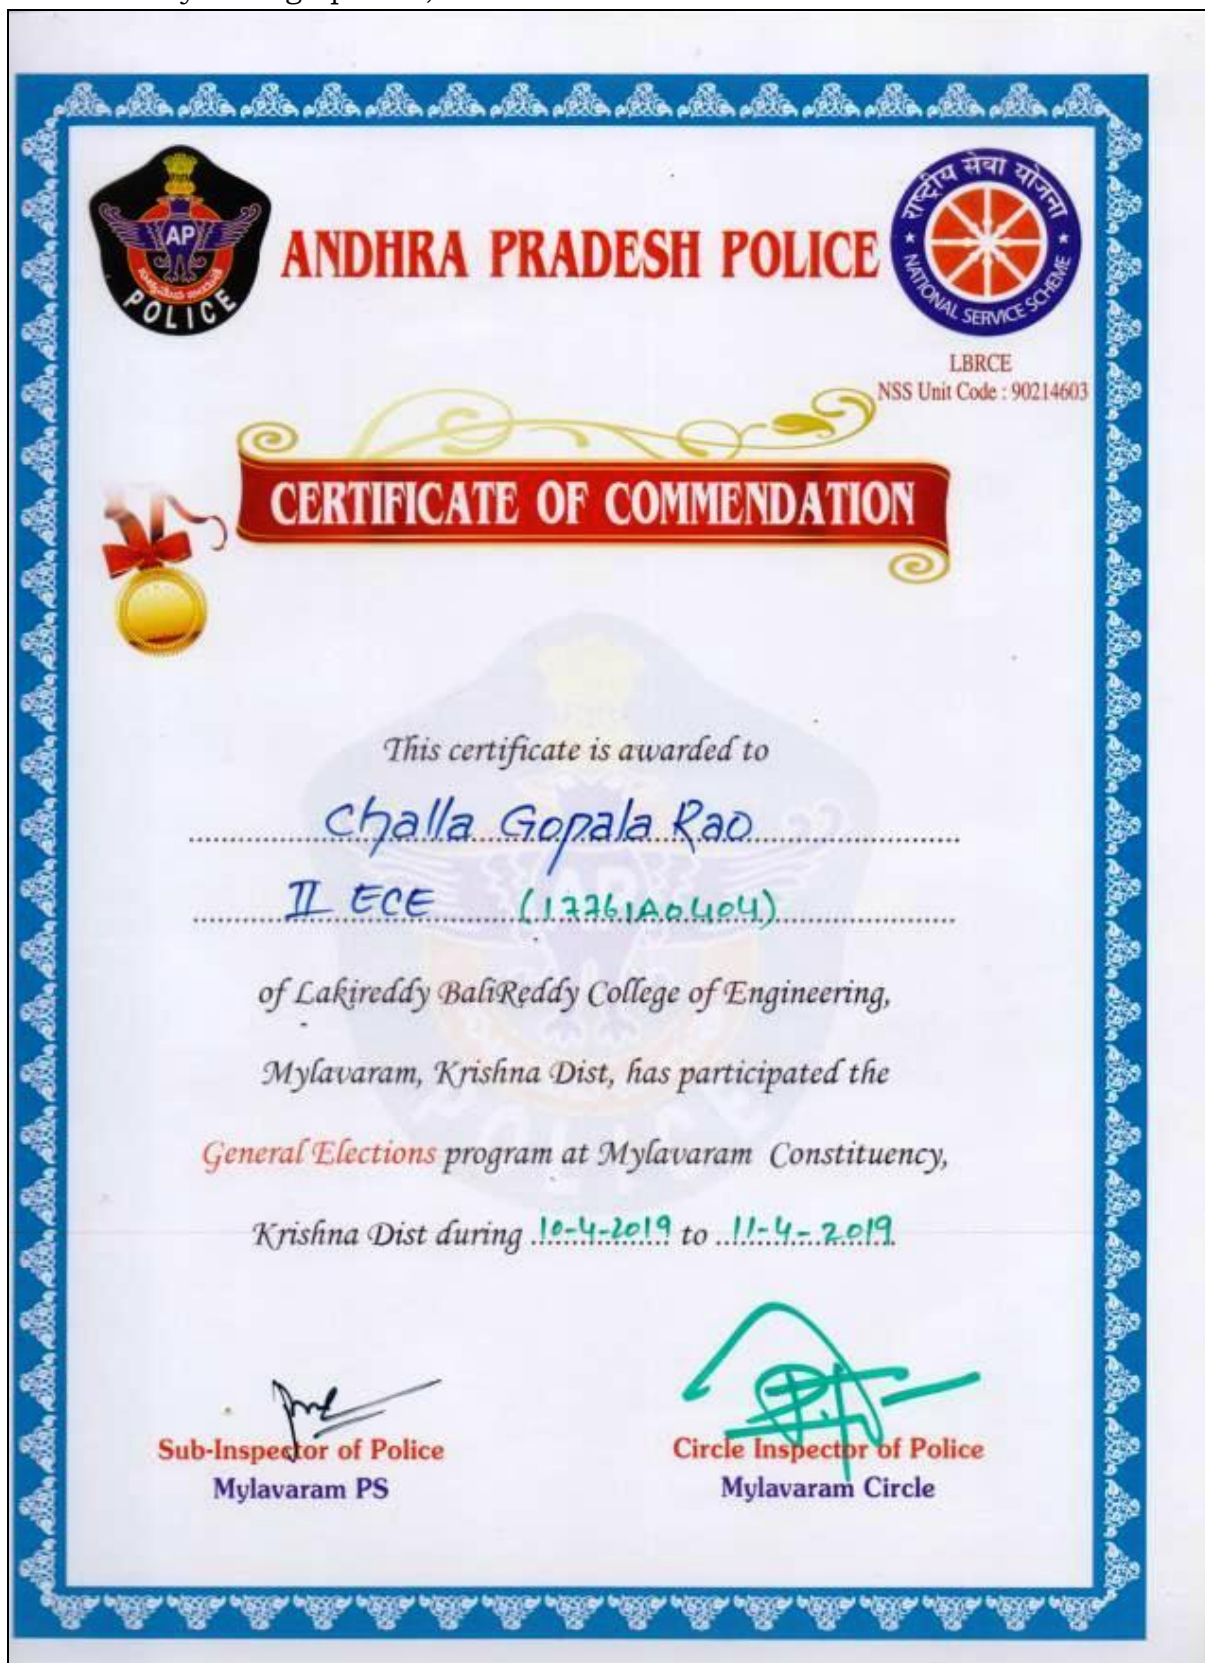 AP
POLICE
ANDHRA PRADESH POLICE
राष्ट्रीय सेवा योजना
NATIONAL SERVICE SCHEME
LBRCE
NSS Unit Code : 90214603
CERTIFICATE OF COMMENDATION
This certificate is awarded to
Challa Gopala Rao
II ECE (17761A0404)
of Lakireddy BaliReddy College of Engineering,
Mylavaram, Krishna Dist, has participated the
General Elections program at Mylavaram Constituency,
Krishna Dist during 10-4-2019 to 11-4-2019
Sub-Inspector of Police
Mylavaram PS
Circle Inspector of Police
Mylavaram Circle